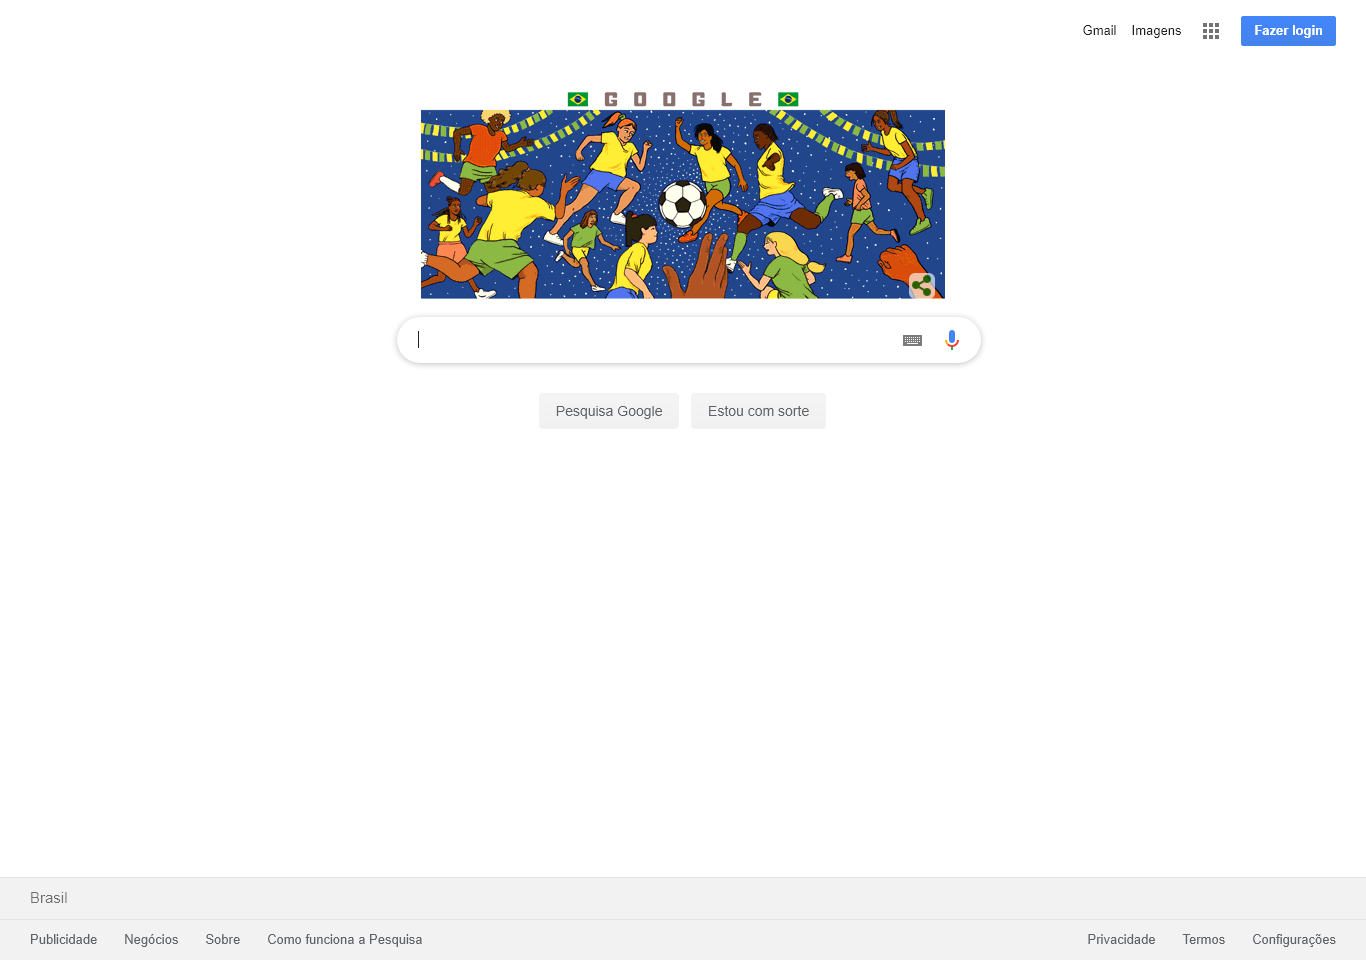 Gmail Imagens Fazer login
GOOGLE
Pesquisa Google Estou com sorte
Brasil
Publicidade Negócios Sobre Como funciona a Pesquisa Privacidade Termos Configurações